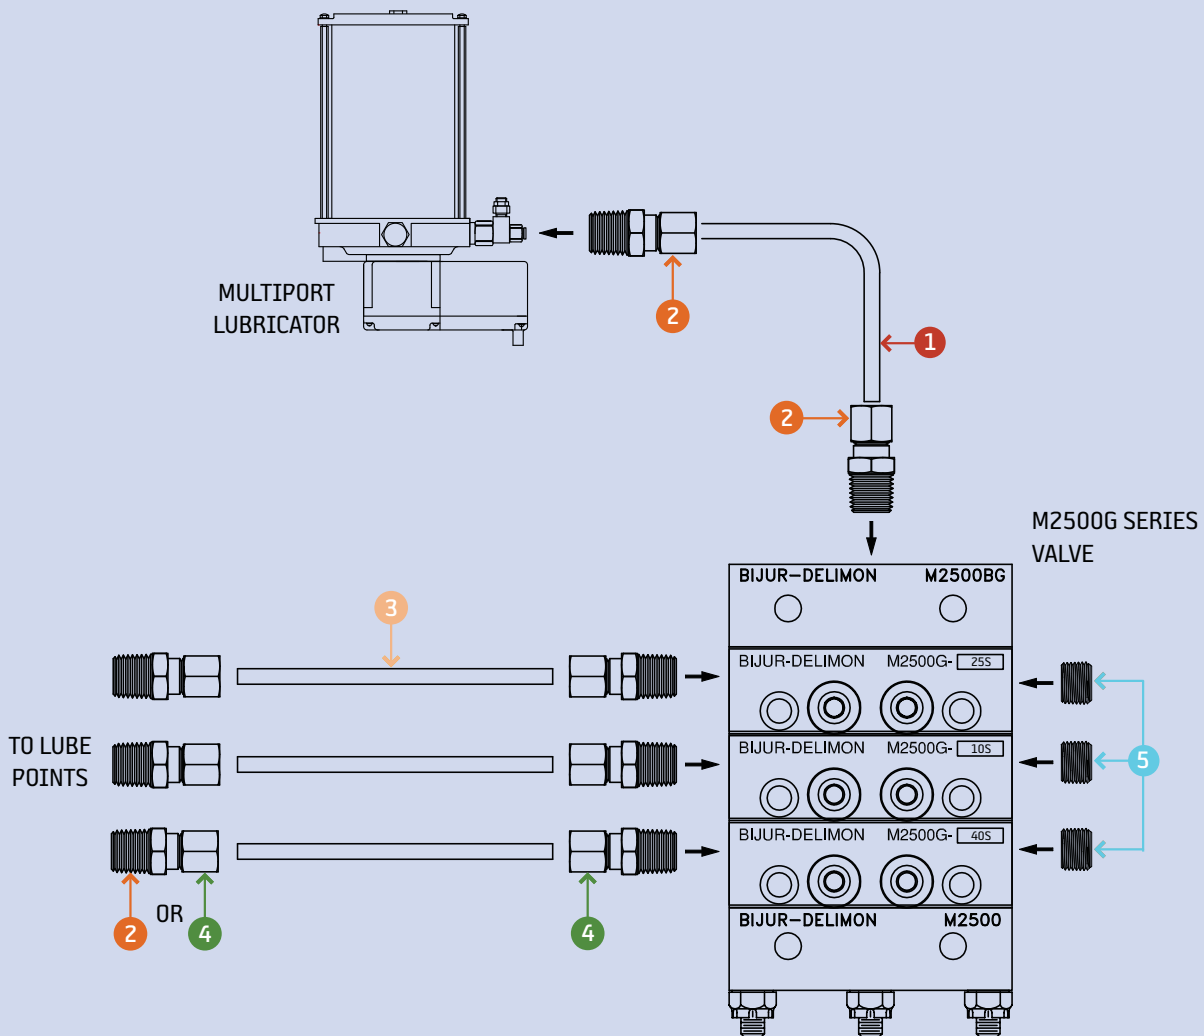 MULTIPORT
LUBRICATOR
2
1
2
M2500G SERIES
VALVE
BIJUR-DELIMON M2500BG
3
BIJUR-DELIMON M2500G- 25S
TO LUBE
POINTS
BIJUR-DELIMON M2500G- 10S
5
BIJUR-DELIMON M2500G- 40S
2 OR 4
4
BIJUR-DELIMON M2500